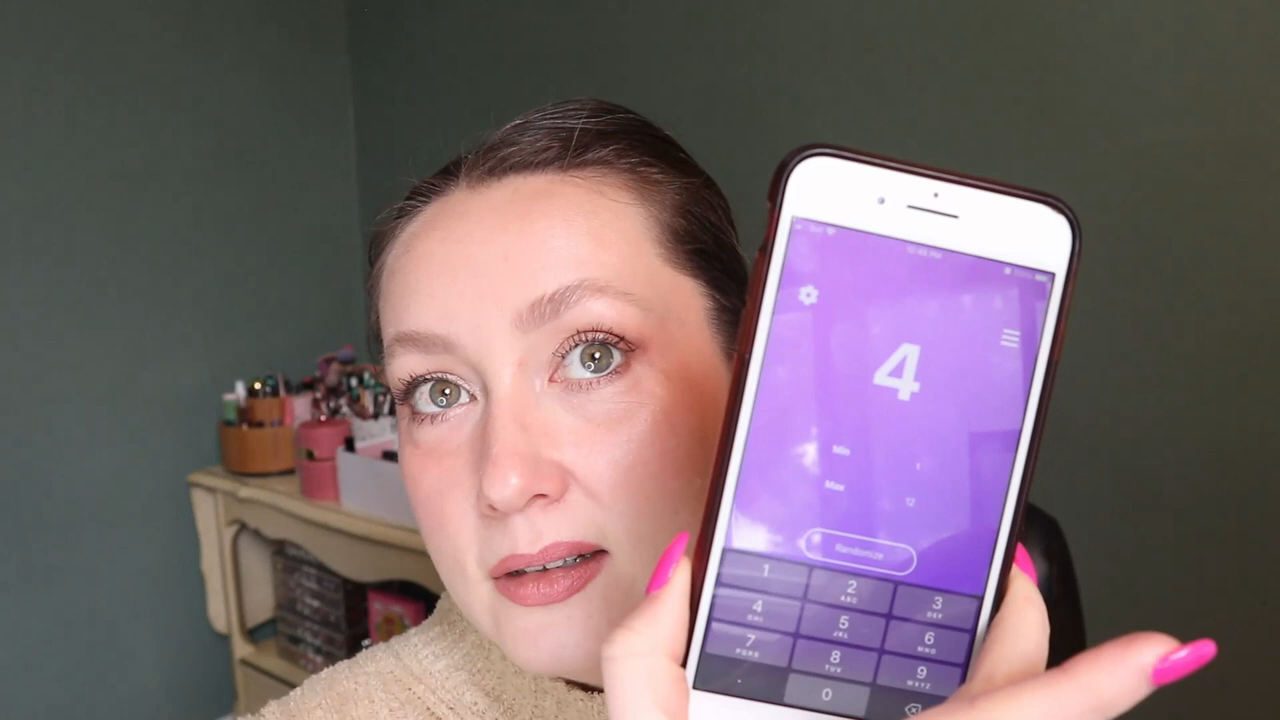 4
Min 1
Max 12
Randomize
1
2 ABC
3 DEF
4 GHI
5 JKL
6 MNO
7 PQRS
8 TUV
9 WXYZ
.
0